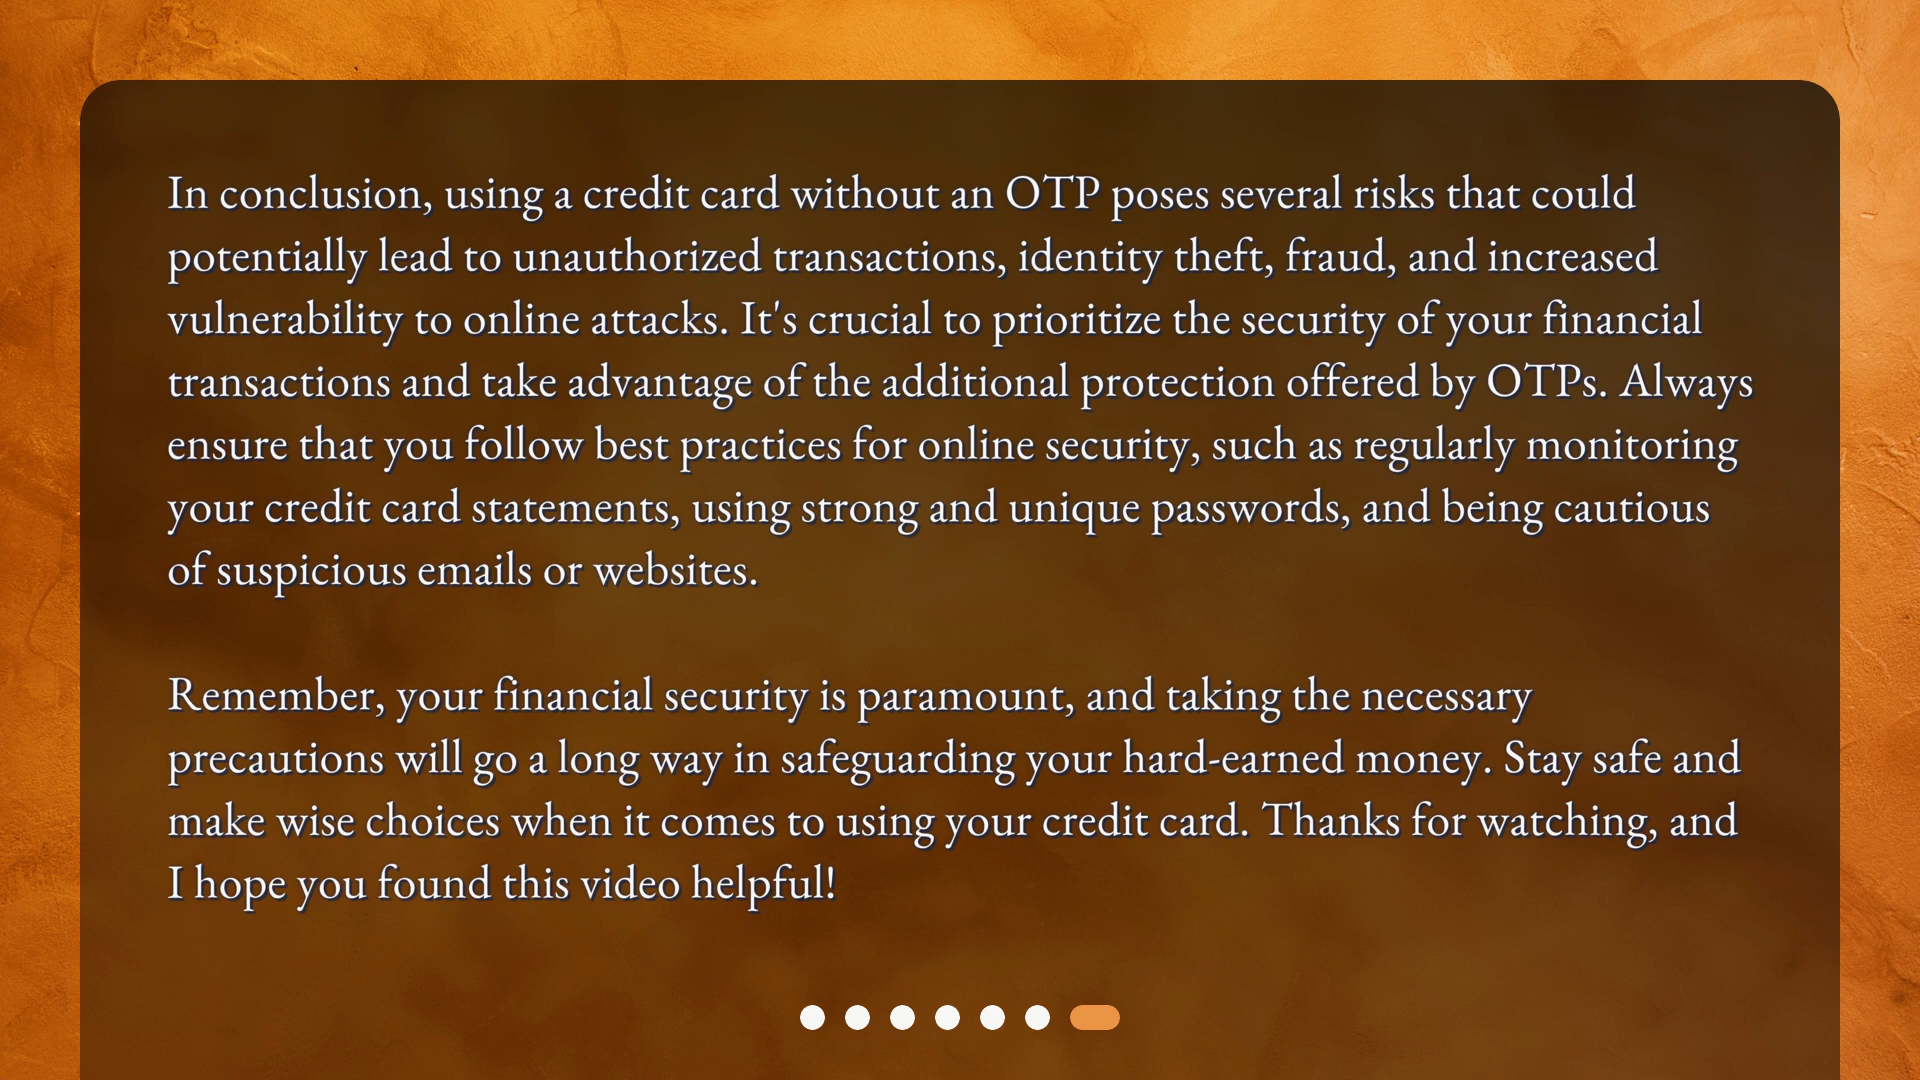 In conclusion, using a credit card without an OTP poses several risks that could
potentially lead to unauthorized transactions, identity theft, fraud, and increased
vulnerability to online attacks. It's crucial to prioritize the security of your financial
transactions and take advantage of the additional protection offered by OTPs. Always
ensure that you follow best practices for online security, such as regularly monitoring
your credit card statements, using strong and unique passwords, and being cautious
of suspicious emails or websites.
Remember, your financial security is paramount, and taking the necessary
precautions will go a long way in safeguarding your hard-earned money. Stay safe and
make wise choices when it comes to using your credit card. Thanks for watching, and
I hope you found this video helpful!